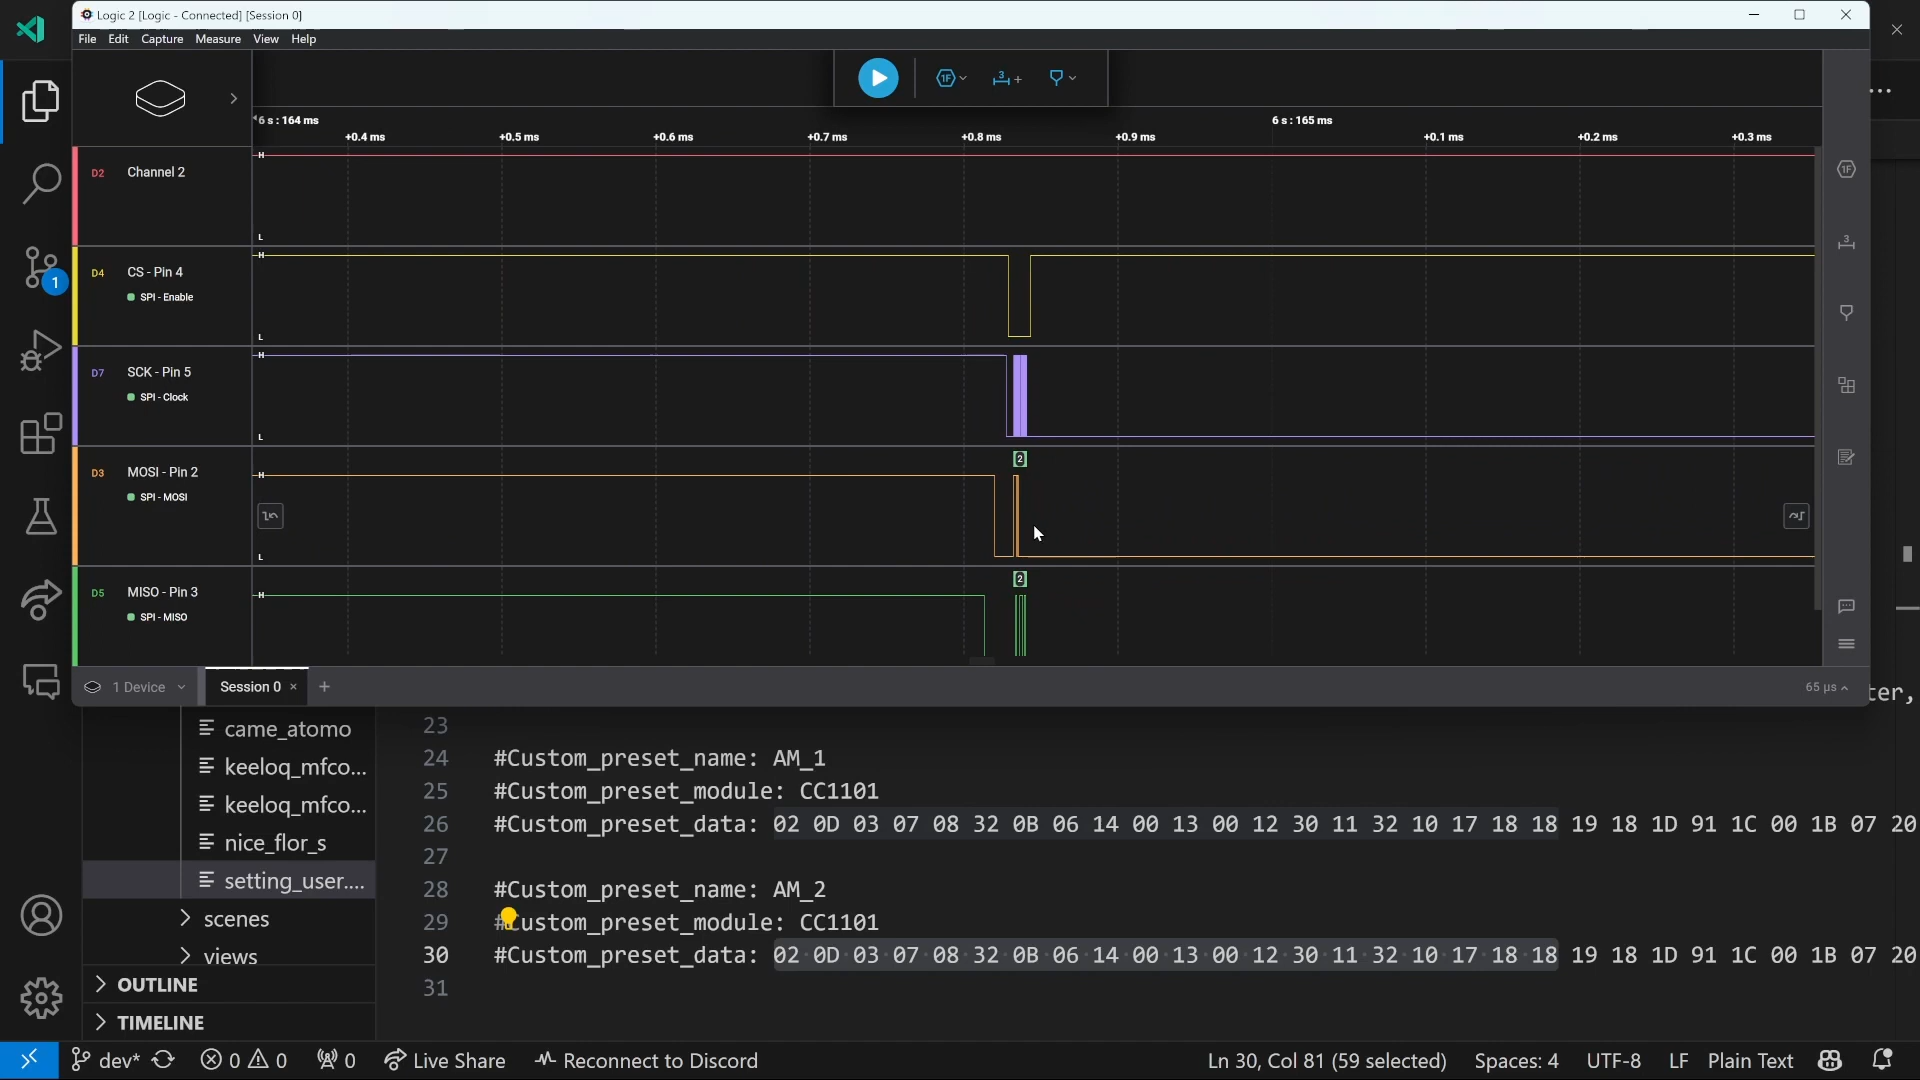 Logic 2 [Logic - Connected] [Session 0]
File Edit Capture Measure View Help
1F 3
6 s : 164 ms 6 s : 165 ms
+0.4 ms +0.5 ms +0.6 ms +0.7 ms +0.8 ms +0.9 ms +0.1 ms +0.2 ms +0.3 ms
D2 Channel 2
H
L
1F
3
D4 CS - Pin 4
SPI - Enable
H
L
1
D7 SCK - Pin 5
SPI - Clock
H
L
D3 MOSI - Pin 2
SPI - MOSI
H
L
2
D5 MISO - Pin 3
SPI - MISO
H
2
1 Device Session 0 × + 65 µs
ter,
came_atomo
keeloq_mfco...
keeloq_mfco...
nice_flor_s
setting_user....
scenes
views
OUTLINE
TIMELINE
23
24 #Custom_preset_name: AM_1
25 #Custom_preset_module: CC1101
26 #Custom_preset_data: 02 0D 03 07 08 32 0B 06 14 00 13 00 12 30 11 32 10 17 18 18 19 18 1D 91 1C 00 1B 07 20
27
28 #Custom_preset_name: AM_2
29 #Custom_preset_module: CC1101
30 #Custom_preset_data: 02 0D 03 07 08 32 0B 06 14 00 13 00 12 30 11 32 10 17 18 18 19 18 1D 91 1C 00 1B 07 20
31
dev* 0 0 0 Live Share Reconnect to Discord Ln 30, Col 81 (59 selected) Spaces: 4 UTF-8 LF Plain Text